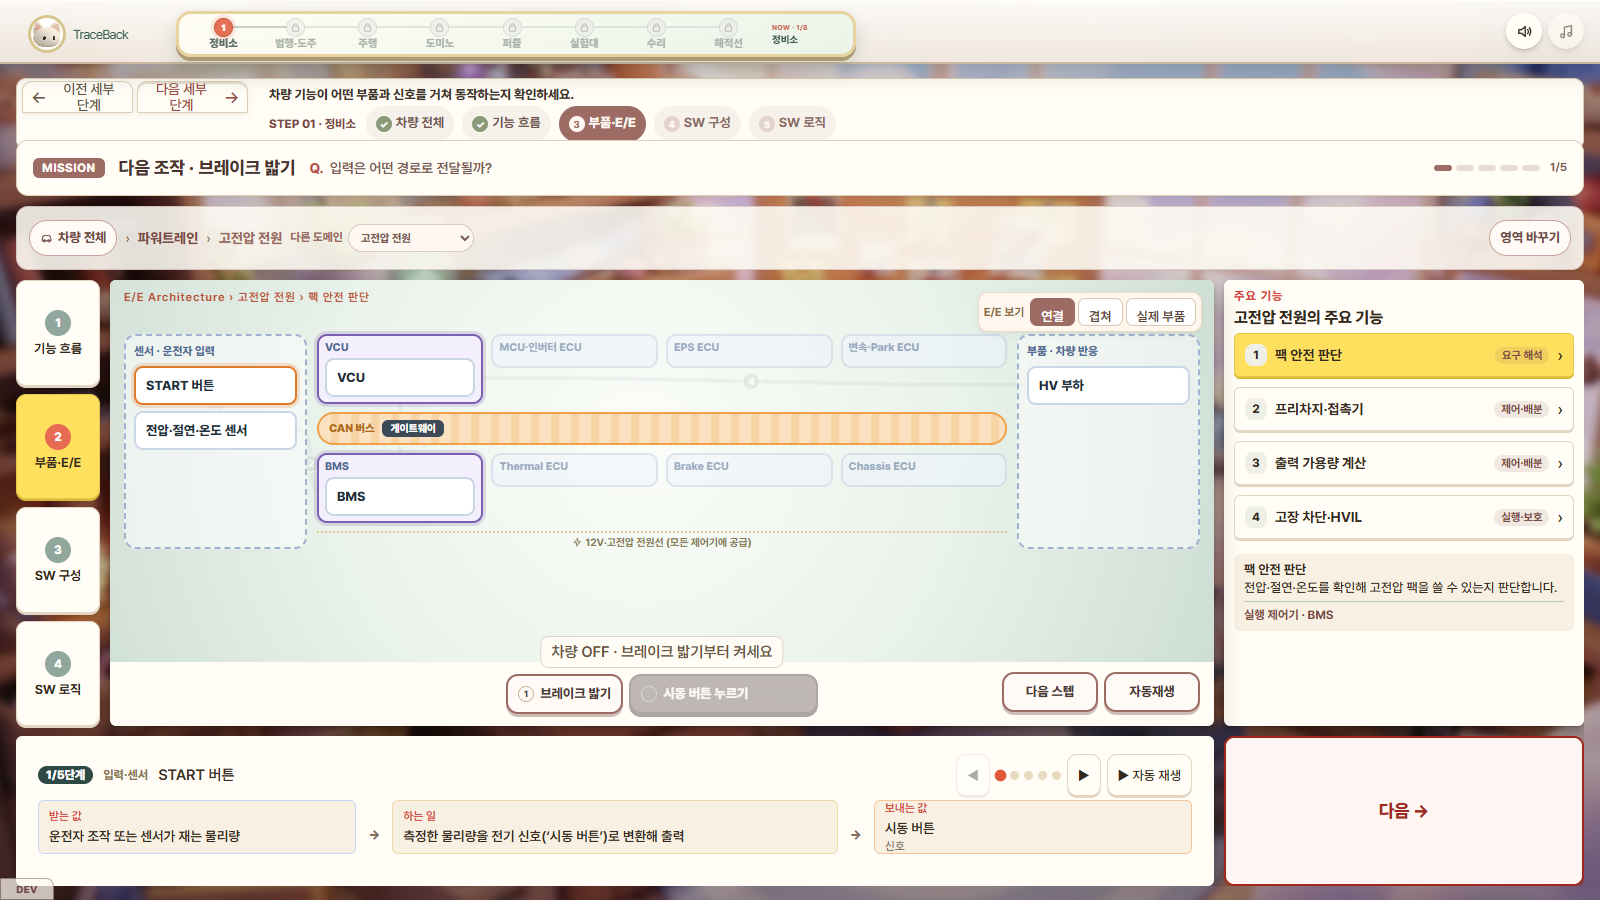 TraceBack
1
정비소
범행·도주
주행
도미노
퍼즐
실험대
수리
해적선
NOW · 1/8
정비소
← 이전 세부 단계
다음 세부 단계 →
차량 기능이 어떤 부품과 신호를 거쳐 동작하는지 확인하세요.
STEP 01 · 정비소
차량 전체
기능 흐름
3 부품·E/E
4 SW 구성
5 SW 로직
MISSION
다음 조작 · 브레이크 밟기
Q. 입력은 어떤 경로로 전달될까?
1/5
차량 전체 › 파워트레인 › 고전압 전원
다른 도메인
고전압 전원
영역 바꾸기
1
기능 흐름
2
부품·E/E
3
SW 구성
4
SW 로직
E/E Architecture › 고전압 전원 › 팩 안전 판단
E/E 보기
연결
겹쳐
실제 부품
센서 · 운전자 입력
START 버튼
전압·절연·온도 센서
VCU
VCU
MCU·인버터 ECU
EPS ECU
변속·Park ECU
4
CAN 버스
게이트웨이
BMS
BMS
Thermal ECU
Brake ECU
Chassis ECU
12V·고전압 전원선 (모든 제어기에 공급)
부품 · 차량 반응
HV 부하
차량 OFF · 브레이크 밟기부터 켜세요
1 브레이크 밟기
시동 버튼 누르기
다음 스텝
자동재생
주요 기능
고전압 전원의 주요 기능
1 팩 안전 판단 요구 해석 ›
2 프리차지·접촉기 제어·배분 ›
3 출력 가용량 계산 제어·배분 ›
4 고장 차단·HVIL 실행·보호 ›
팩 안전 판단
전압·절연·온도를 확인해 고전압 팩을 쓸 수 있는지 판단합니다.
실행 제어기 · BMS
1/5단계
입력·센서
START 버튼
◀
▶
▶ 자동 재생
받는 값
운전자 조작 또는 센서가 재는 물리량
→
하는 일
측정한 물리량을 전기 신호('시동 버튼')로 변환해 출력
→
보내는 값
시동 버튼
신호
다음 →
DEV